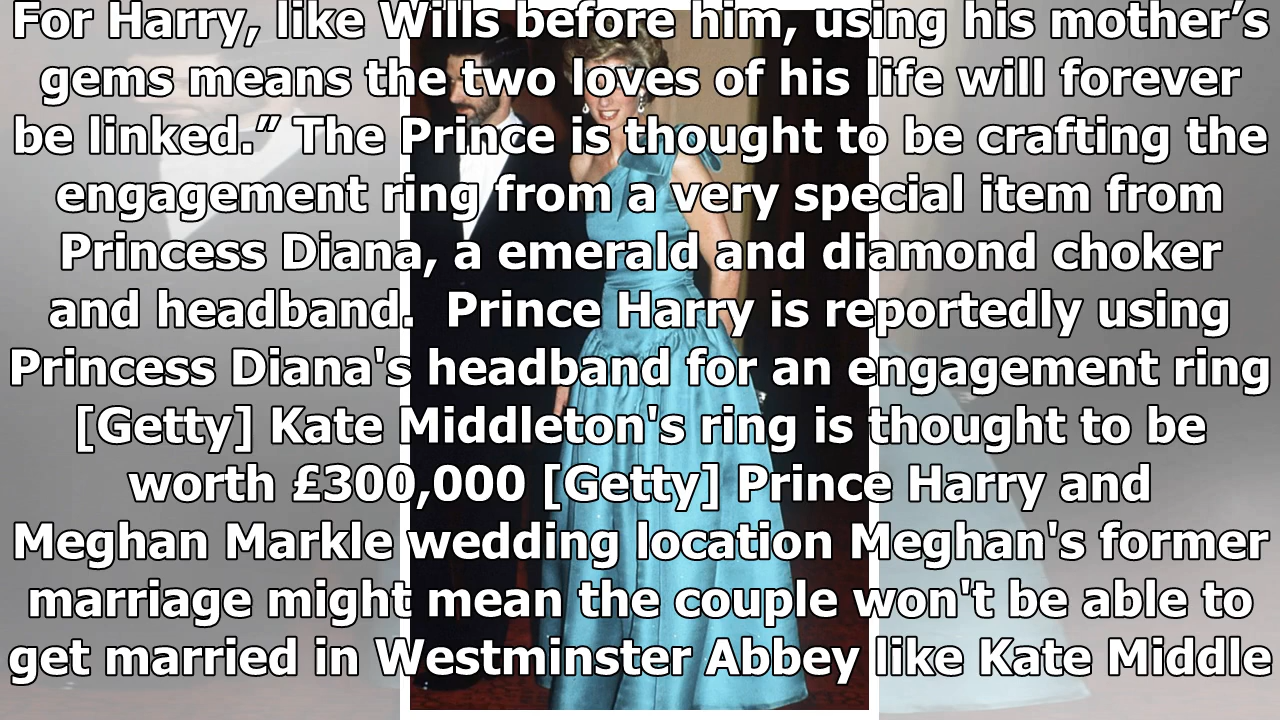 For Harry, like Wills before him, using his mother’s
gems means the two loves of his life will forever
be linked.” The Prince is thought to be crafting the
engagement ring from a very special item from
Princess Diana, a emerald and diamond choker
and headband.  Prince Harry is reportedly using
Princess Diana's headband for an engagement ring
[Getty] Kate Middleton's ring is thought to be
worth £300,000 [Getty] Prince Harry and
Meghan Markle wedding location Meghan's former
marriage might mean the couple won't be able to
get married in Westminster Abbey like Kate Middle